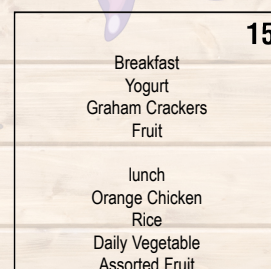 15
Breakfast
Yogurt
Graham Crackers
Fruit
lunch
Orange Chicken
Rice
Daily Vegetable
Assorted Fruit